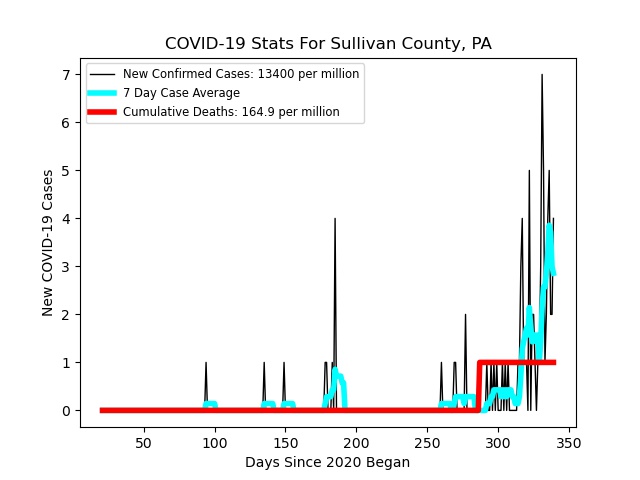 COVID-19 Stats For Sullivan County, PA
New Confirmed Cases: 13400 per million
7 Day Case Average
Cumulative Deaths: 164.9 per million
New COVID-19 Cases
7
6
5
4
3
2
1
0
50 100 150 200 250 300 350
Days Since 2020 Began